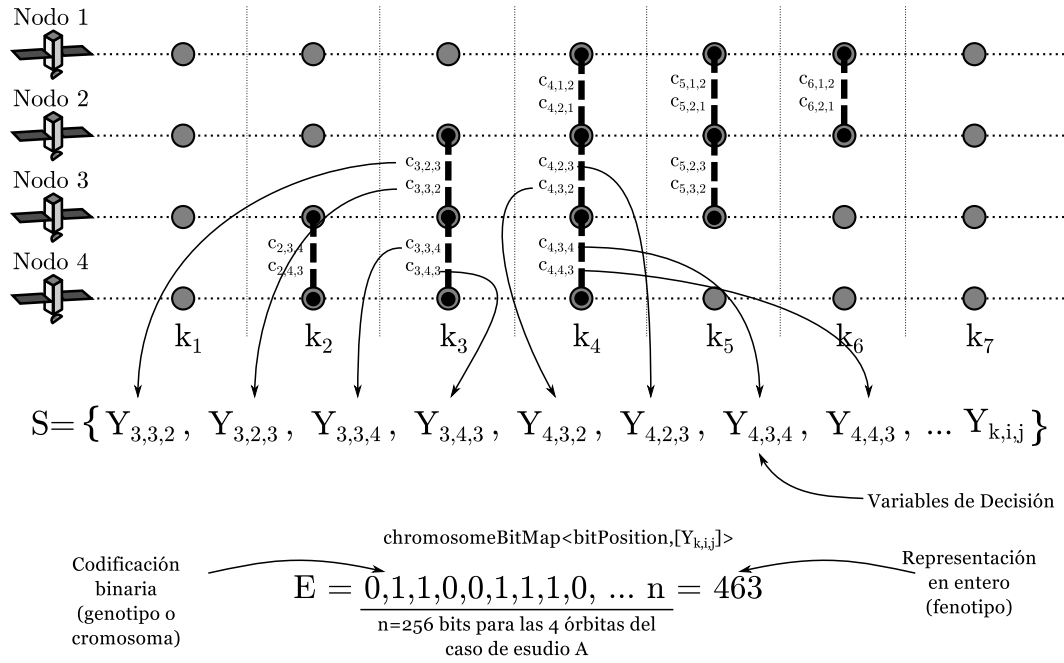 Nodo 1
Nodo 2
Nodo 3
Nodo 4
c4,1,2
c4,2,1
c5,1,2
c5,2,1
c6,1,2
c6,2,1
c3,2,3
c3,3,2
c4,2,3
c4,3,2
c5,2,3
c5,3,2
c2,3,4
c2,4,3
c3,3,4
c3,4,3
c4,3,4
c4,4,3
k1 k2 k3 k4 k5 k6 k7
S={Y3,3,2, Y3,2,3, Y3,3,4, Y3,4,3, Y4,3,2, Y4,2,3, Y4,3,4, Y4,4,3, ... Yk,i,j}
Variables de Decisión
chromosomeBitMap<bitPosition,[Yk,i,j]>
Codificación
binaria
(genotipo o
cromosoma)
E = 0,1,1,0,0,1,1,1,0, ... n = 463
n=256 bits para las 4 órbitas del
caso de esudio A
Representación
en entero
(fenotipo)